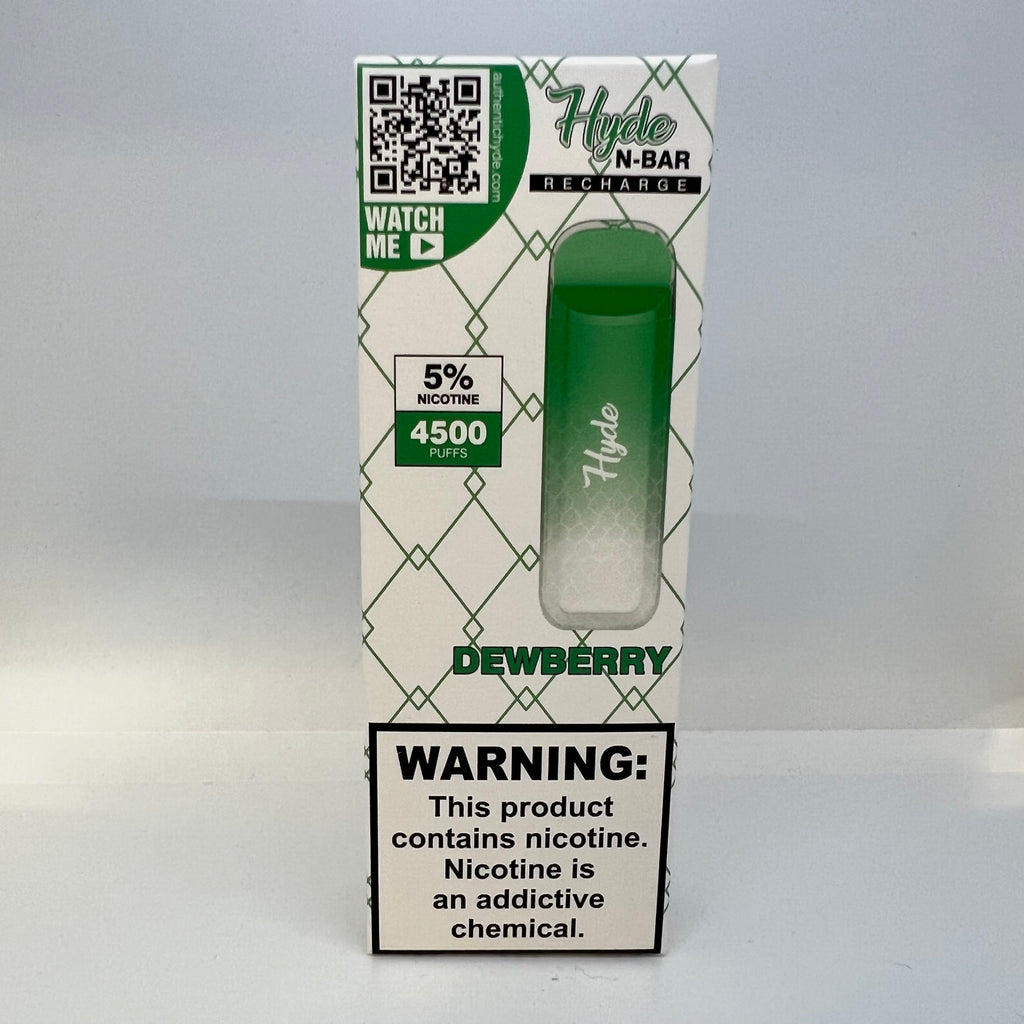 authentichyde.com
WATCH
ME
Hyde
N-BAR
RECHARGE
5%
NICOTINE
4500
PUFFS
Hyde
DEWBERRY
WARNING:
This product
contains nicotine.
Nicotine is
an addictive
chemical.